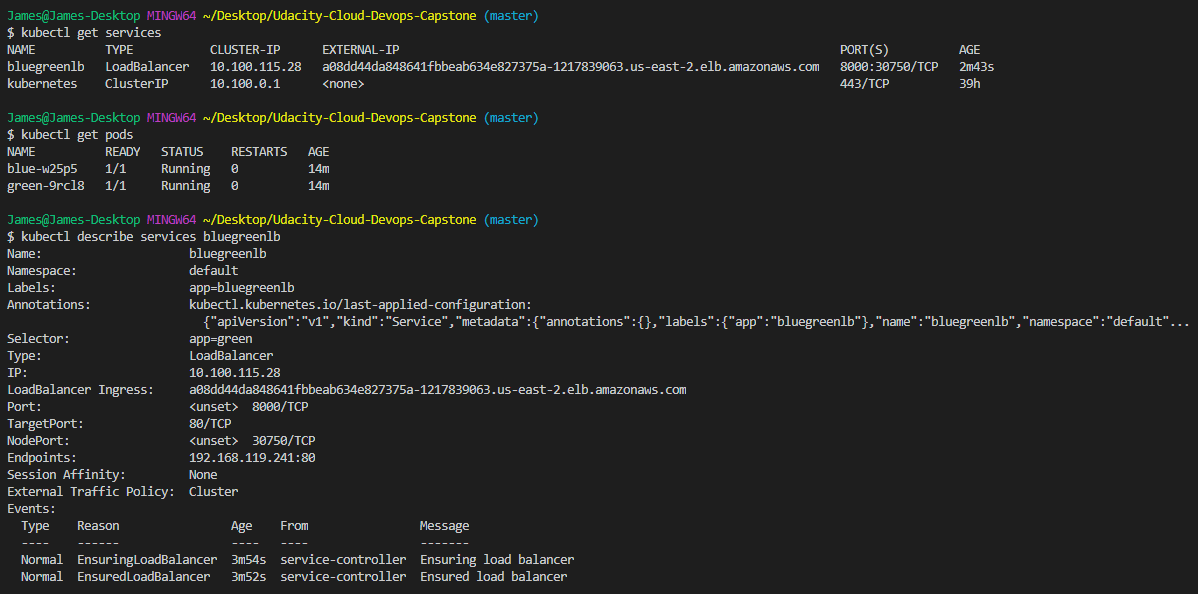 James@James-Desktop MINGW64 ~/Desktop/Udacity-Cloud-Devops-Capstone (master)
$ kubectl get services
NAME TYPE CLUSTER-IP EXTERNAL-IP PORT(S) AGE
bluegreenlb LoadBalancer 10.100.115.28 a08dd44da848641fbbeab634e827375a-1217839063.us-east-2.elb.amazonaws.com 8000:30750/TCP 2m43s
kubernetes ClusterIP 10.100.0.1 <none> 443/TCP 39h
James@James-Desktop MINGW64 ~/Desktop/Udacity-Cloud-Devops-Capstone (master)
$ kubectl get pods
NAME READY STATUS RESTARTS AGE
blue-w25p5 1/1 Running 0 14m
green-9rcl8 1/1 Running 0 14m
James@James-Desktop MINGW64 ~/Desktop/Udacity-Cloud-Devops-Capstone (master)
$ kubectl describe services bluegreenlb
Name: bluegreenlb
Namespace: default
Labels: app=bluegreenlb
Annotations: kubectl.kubernetes.io/last-applied-configuration:
{"apiVersion":"v1","kind":"Service","metadata":{"annotations":{},"labels":{"app":"bluegreenlb"},"name":"bluegreenlb","namespace":"default"...
Selector: app=green
Type: LoadBalancer
IP: 10.100.115.28
LoadBalancer Ingress: a08dd44da848641fbbeab634e827375a-1217839063.us-east-2.elb.amazonaws.com
Port: <unset> 8000/TCP
TargetPort: 80/TCP
NodePort: <unset> 30750/TCP
Endpoints: 192.168.119.241:80
Session Affinity: None
External Traffic Policy: Cluster
Events:
Type Reason Age From Message
---- ------ ---- ---- -------
Normal EnsuringLoadBalancer 3m54s service-controller Ensuring load balancer
Normal EnsuredLoadBalancer 3m52s service-controller Ensured load balancer